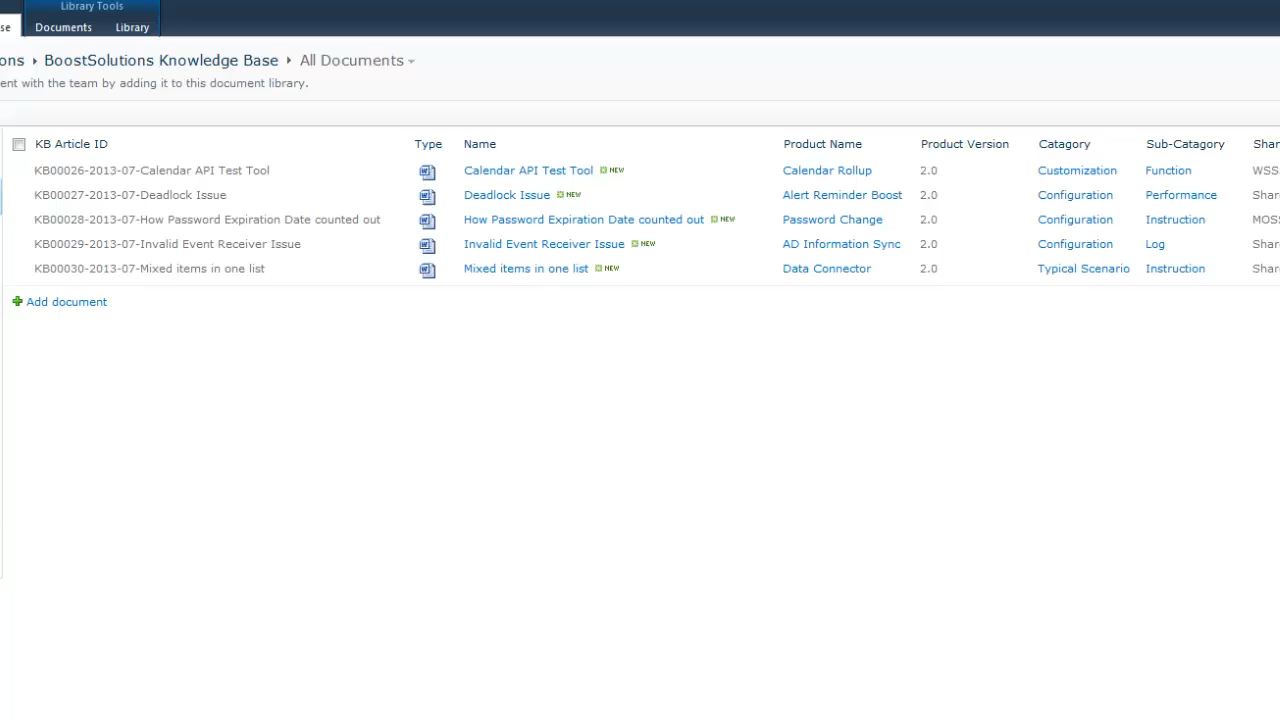 Library Tools
se Documents Library
ons BoostSolutions Knowledge Base All Documents
ent with the team by adding it to this document library.
KB Article ID Type Name Product Name Product Version Catagory Sub-Catagory Shar
KB00026-2013-07-Calendar API Test Tool Calendar API Test Tool NEW Calendar Rollup 2.0 Customization Function WSS
KB00027-2013-07-Deadlock Issue Deadlock Issue NEW Alert Reminder Boost 2.0 Configuration Performance Shar
KB00028-2013-07-How Password Expiration Date counted out How Password Expiration Date counted out NEW Password Change 2.0 Configuration Instruction MOSS
KB00029-2013-07-Invalid Event Receiver Issue Invalid Event Receiver Issue NEW AD Information Sync 2.0 Configuration Log Shar
KB00030-2013-07-Mixed items in one list Mixed items in one list NEW Data Connector 2.0 Typical Scenario Instruction Shar
Add document